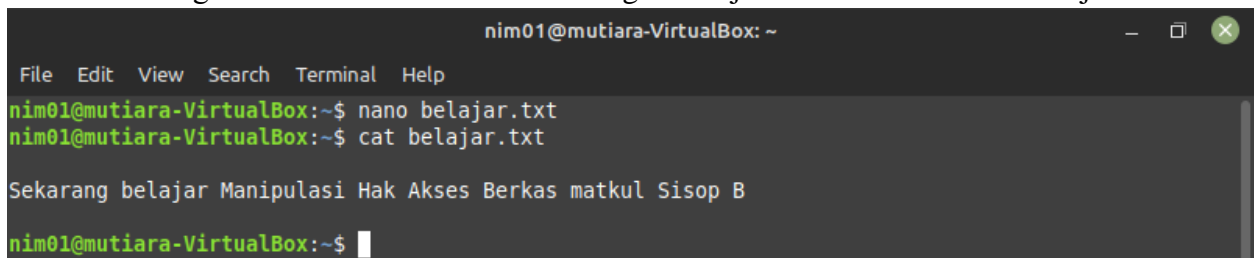 nim01@mutiara-VirtualBox: ~
File Edit View Search Terminal Help
nim01@mutiara-VirtualBox:~$ nano belajar.txt
nim01@mutiara-VirtualBox:~$ cat belajar.txt
Sekarang belajar Manipulasi Hak Akses Berkas matkul Sisop B
nim01@mutiara-VirtualBox:~$